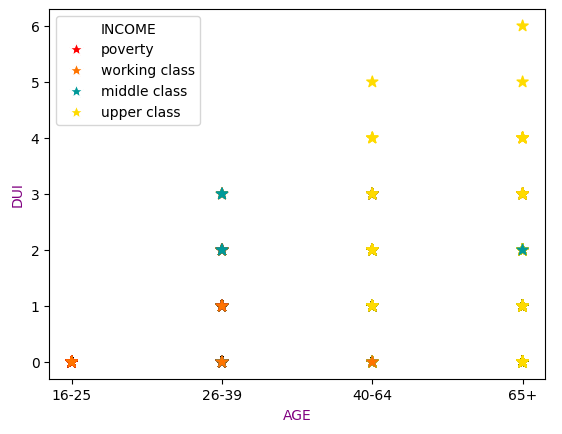 6
5
4
3
2
1
0
DUI
INCOME
poverty
working class
middle class
upper class
16-25
26-39
40-64
65+
AGE